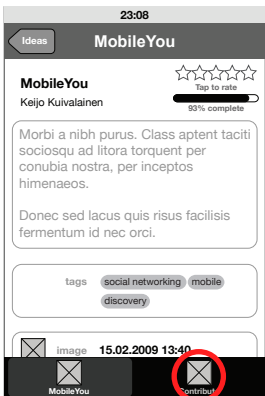 23:08
Ideas
MobileYou
MobileYou
Tap to rate
Keijo Kuivalainen
93% complete
Morbi a nibh purus. Class aptent taciti
sociosqu ad litora torquent per
conubia nostra, per inceptos
himenaeos.
Donec sed lacus quis risus facilisis
fermentum id nec orci.
tags social networking mobile
discovery
image 15.02.2009 13:40
MobileYou
Contribute